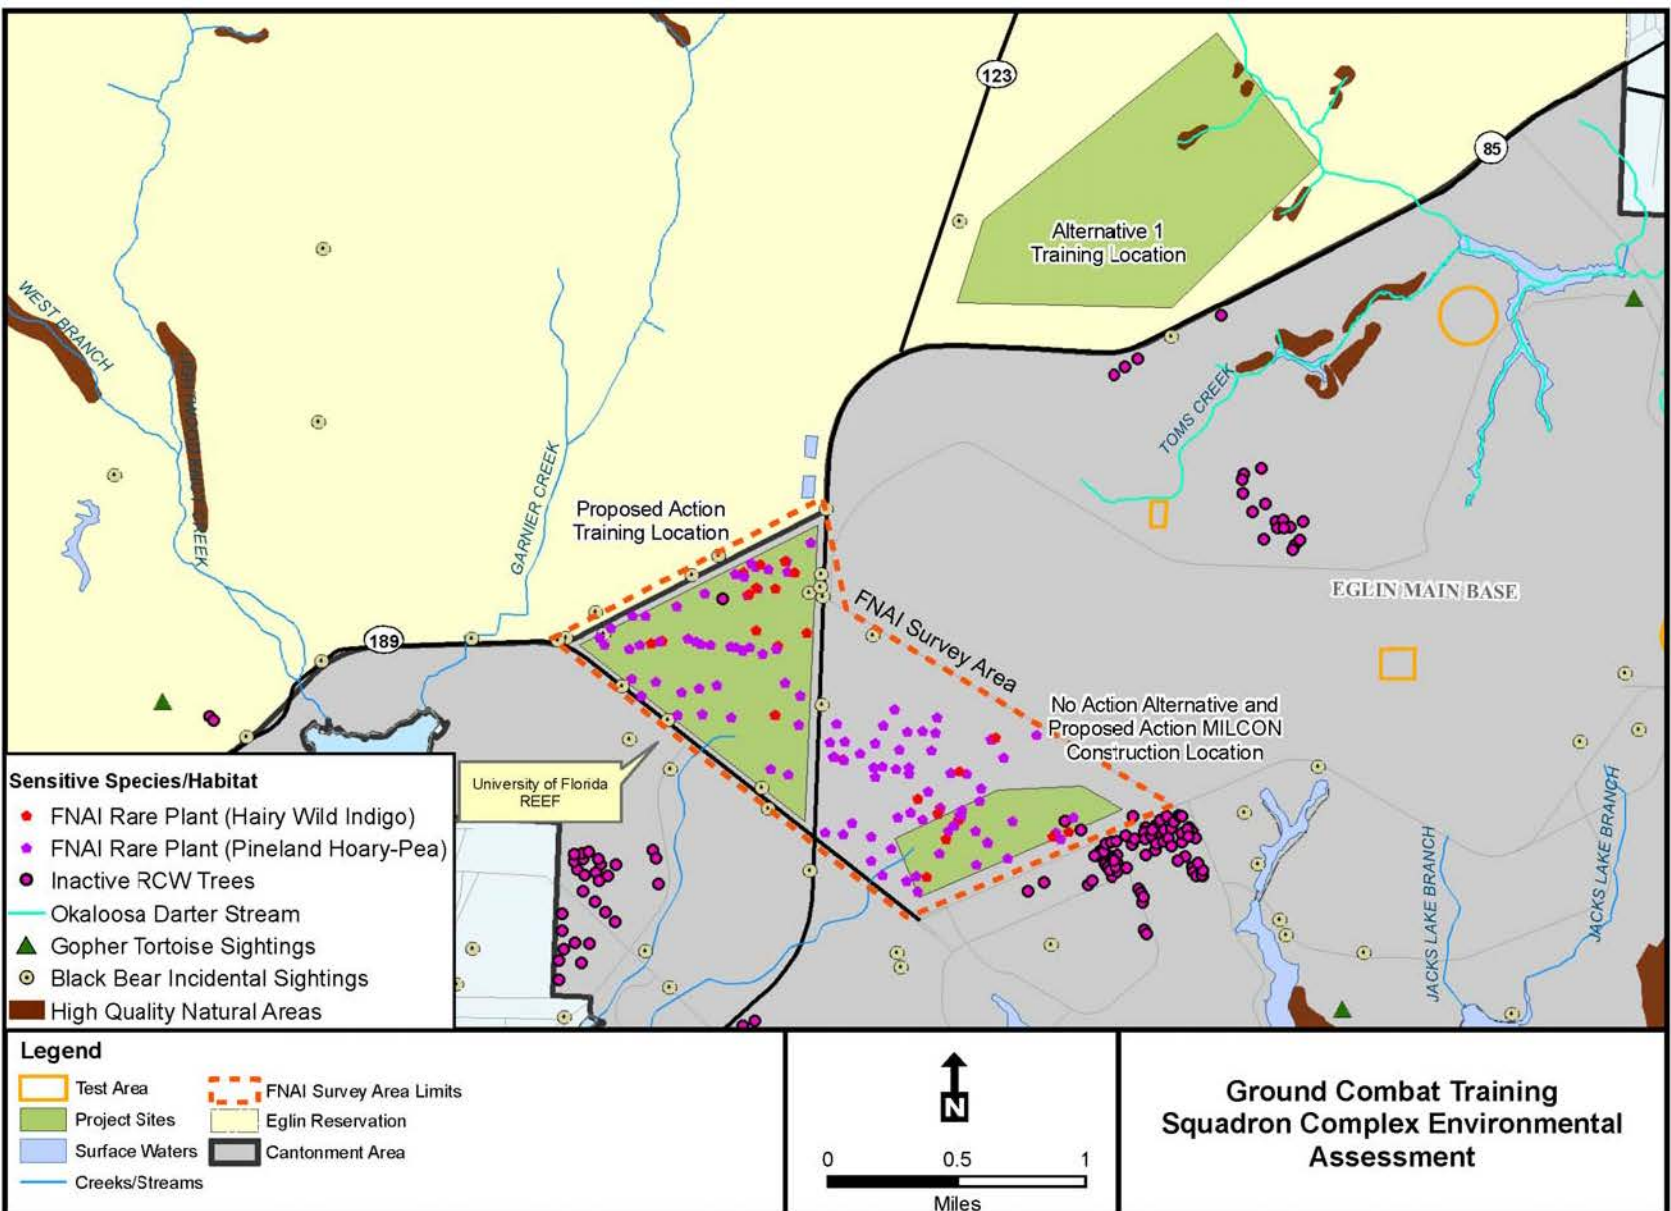 123
85
Alternative 1
Training Location
WEST BRANCH
CREEK
TOMS CREEK
GARNIER CREEK
Proposed Action
Training Location
EGLIN MAIN BASE
FNAI Survey Area
189
No Action Alternative and
Proposed Action MILCON
Construction Location
University of Florida
REEF
JACKS LAKE BRANCH
JACKS LAKE BRANCH
Sensitive Species/Habitat
FNAI Rare Plant (Hairy Wild Indigo)
FNAI Rare Plant (Pineland Hoary-Pea)
Inactive RCW Trees
Okaloosa Darter Stream
Gopher Tortoise Sightings
Black Bear Incidental Sightings
High Quality Natural Areas
Legend
Test Area
Project Sites
Surface Waters
Creeks/Streams
FNAI Survey Area Limits
Eglin Reservation
Cantonment Area
N
0 0.5 1
Miles
Ground Combat Training
Squadron Complex Environmental
Assessment